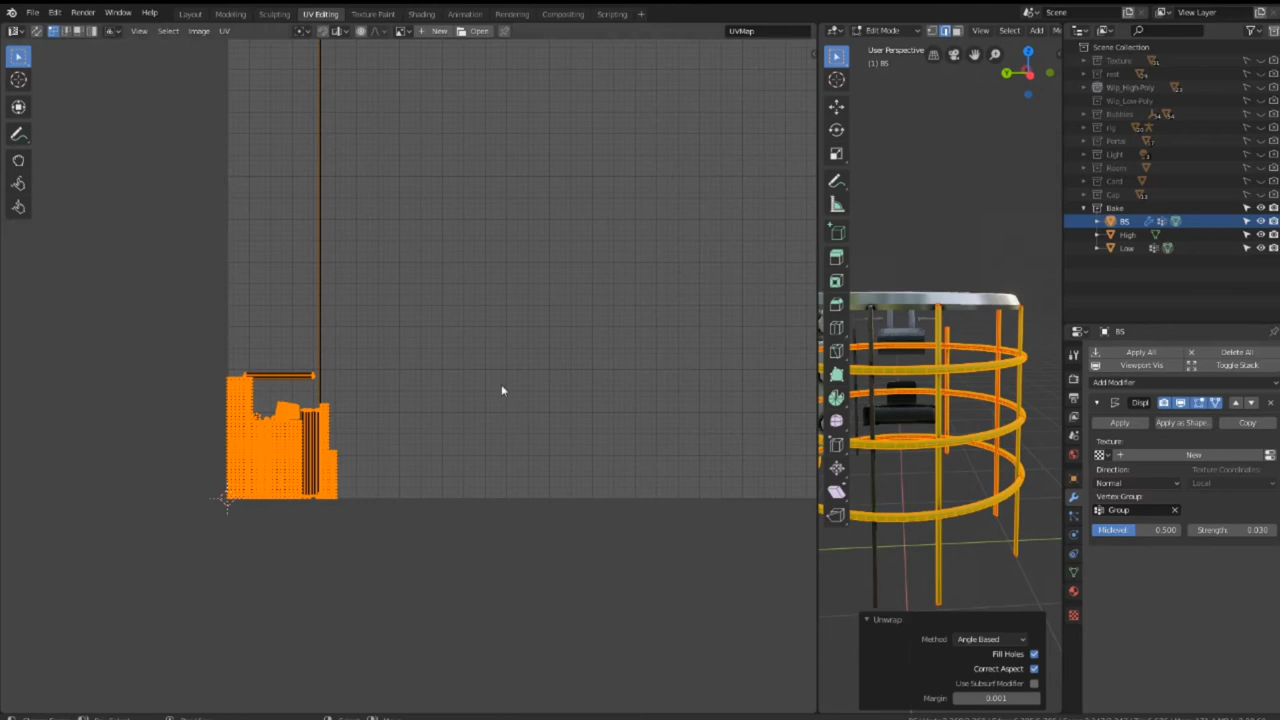 File Edit Render Window Help
Layout Modeling Sculpting UV Editing Texture Paint Shading Animation Rendering Compositing Scripting +
Scene
View Layer
View Select Image UV
+ New Open
UVMap
Edit Mode View Select Add
User Perspective
(1) BS
Z
Y
Scene Collection
Texture
rest
Wip_High-Poly
Wip_Low-Poly
Bubbles
rig
Portal
Light
Room
Card
Cap
Bake
BS
High
Low
BS
Apply All Delete All
Viewport Vis Toggle Stack
Add Modifier
Displ
Apply Apply as Shape.. Copy
Texture:
New
Direction: Texture Coordinates:
Normal Local
Vertex Group:
Group
Midlevel 0.500 Strength: 0.030
Unwrap
Method Angle Based
Fill Holes
Correct Aspect
Use Subsurf Modifier
Margin 0.001